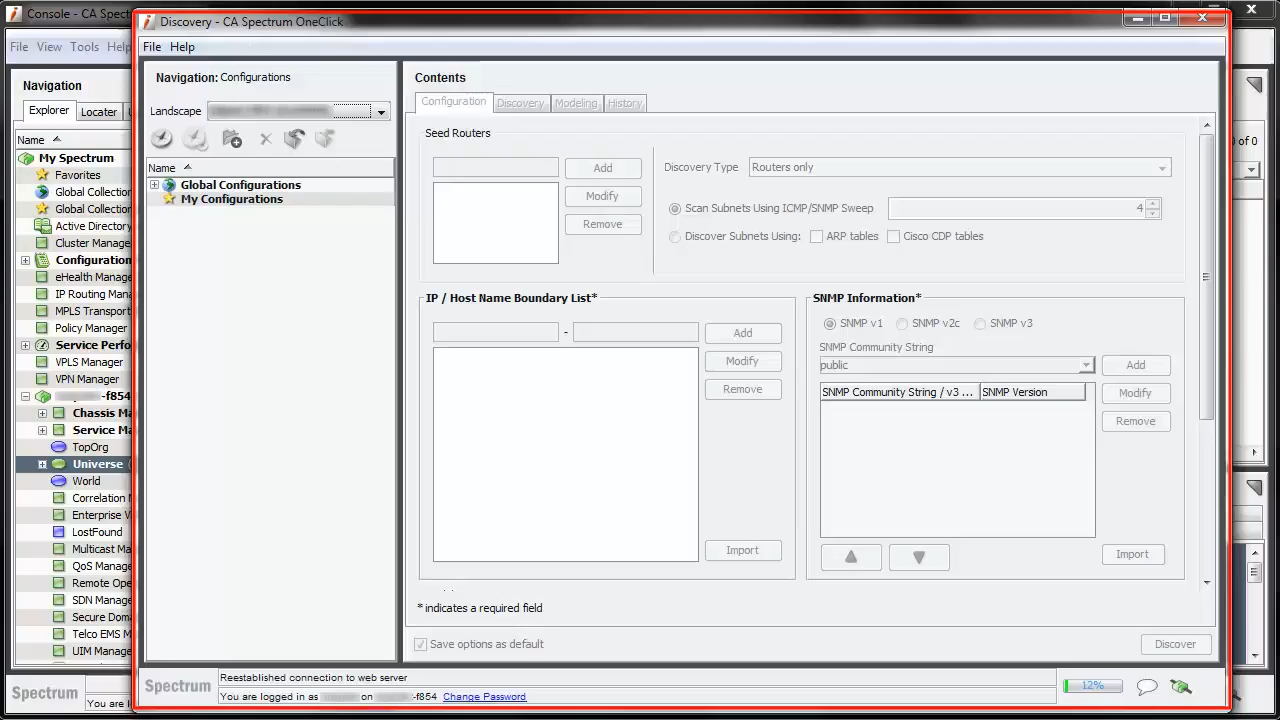 Console - CA Spect
Discovery - CA Spectrum OneClick
File View Tools Help
File Help
Navigation
Explorer Locater
Name
My Spectrum
Favorites
Global Collectio
Global Collection
Active Directory
Cluster Manage
Configuration
eHealth Manage
IP Routing Man
MPLS Transport
Policy Manager
Service Perfo
VPLS Manager
VPN Manager
-f854
Chassis Ma
Service Ma
TopOrg
Universe (
World
Correlation M
Enterprise V
LostFound
Multicast Ma
QoS Manage
Remote Ope
SDN Manage
Secure Dom
Telco EMS M
UIM Manage
Spectrum
You are l
0 of 0
Navigation: Configurations
Landscape
Name
Global Configurations
My Configurations
Contents
Configuration Discovery Modeling History
Seed Routers
Add
Modify
Remove
Discovery Type Routers only
Scan Subnets Using ICMP/SNMP Sweep 4
Discover Subnets Using: ARP tables Cisco CDP tables
IP / Host Name Boundary List*
- Add
Modify
Remove
Import
SNMP Information*
SNMP v1 SNMP v2c SNMP v3
SNMP Community String
public Add
SNMP Community String / v3 ... SNMP Version Modify
Remove
Import
* indicates a required field
Save options as default
Discover
Spectrum
Reestablished connection to web server
You are logged in as on -f854 Change Password
12%